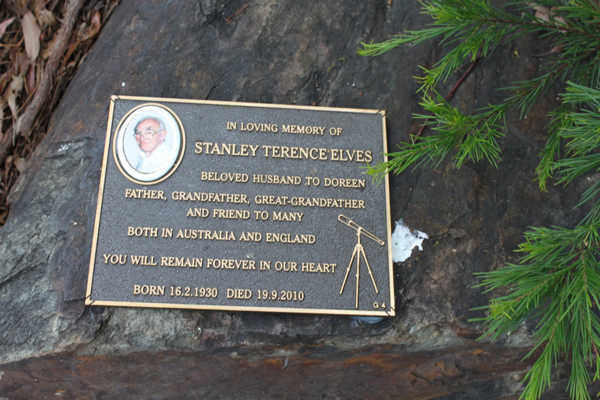 IN LOVING MEMORY OF
STANLEY TERENCE ELVES
BELOVED HUSBAND TO DOREEN
FATHER, GRANDFATHER, GREAT-GRANDFATHER
AND FRIEND TO MANY
BOTH IN AUSTRALIA AND ENGLAND
YOU WILL REMAIN FOREVER IN OUR HEART
BORN 16.2.1930 DIED 19.9.2010
G 4